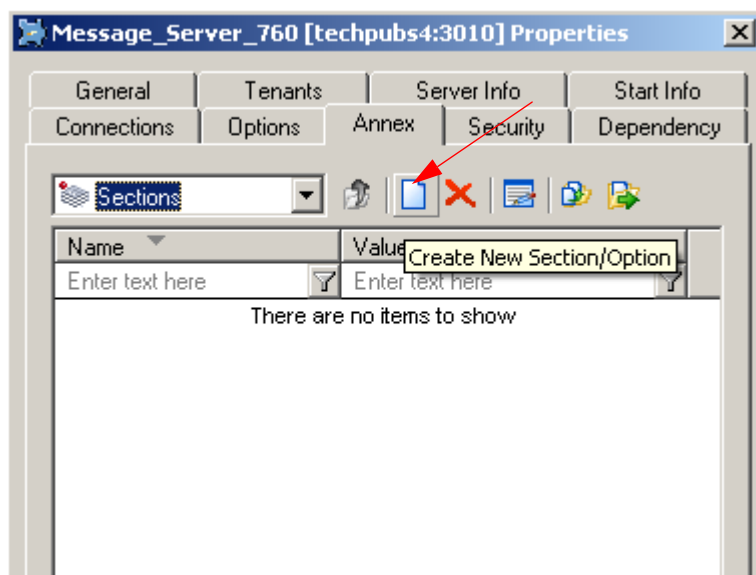 Message_Server_760 [techpubs4:3010] Properties
General Tenants Server Info Start Info
Connections Options Annex Security Dependency
Sections
Name Value
Create New Section/Option
Enter text here Enter text here
There are no items to show